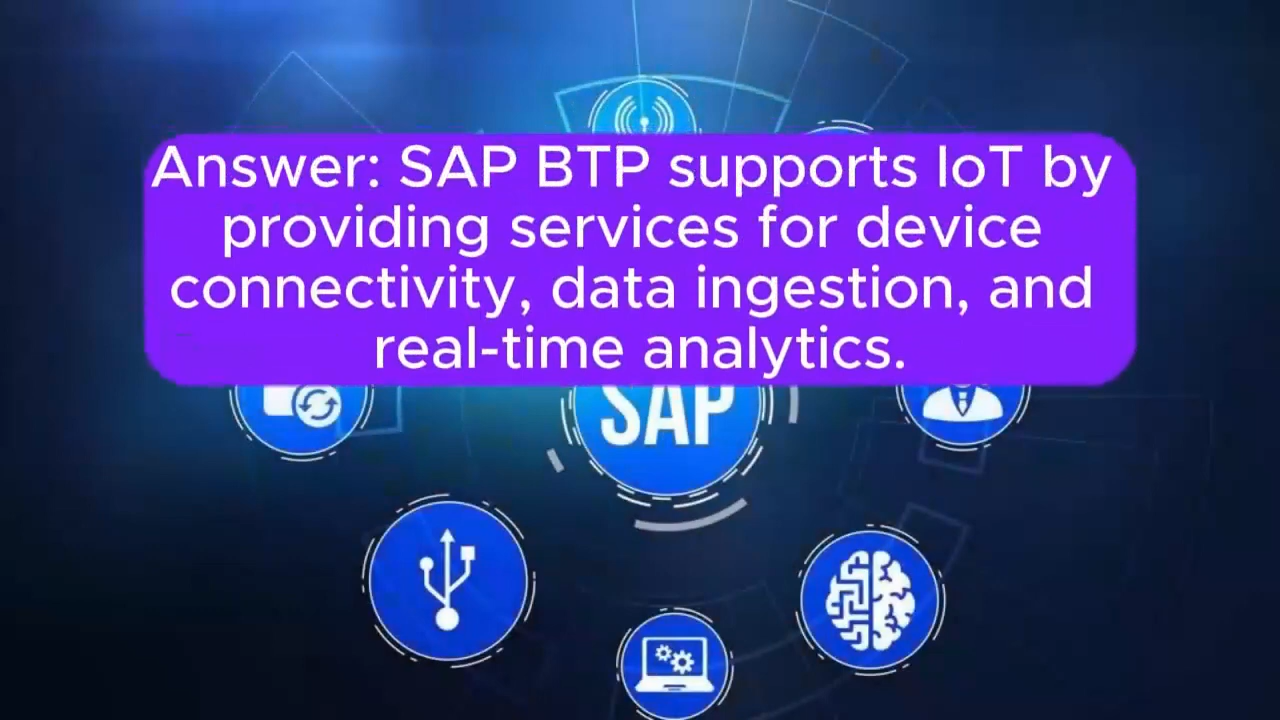 Answer: SAP BTP supports IoT by
providing services for device
connectivity, data ingestion, and
real-time analytics.
SAP